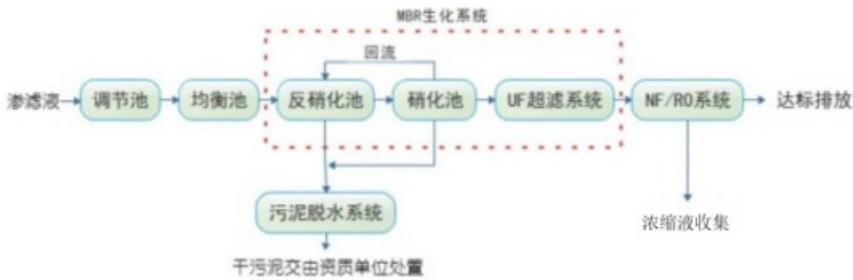 MBR生化系统
回流
渗滤液
调节池
均衡池
反硝化池
硝化池
UF超滤系统
NF/RO系统
达标排放
污泥脱水系统
浓缩液收集
干污泥交由资质单位处置